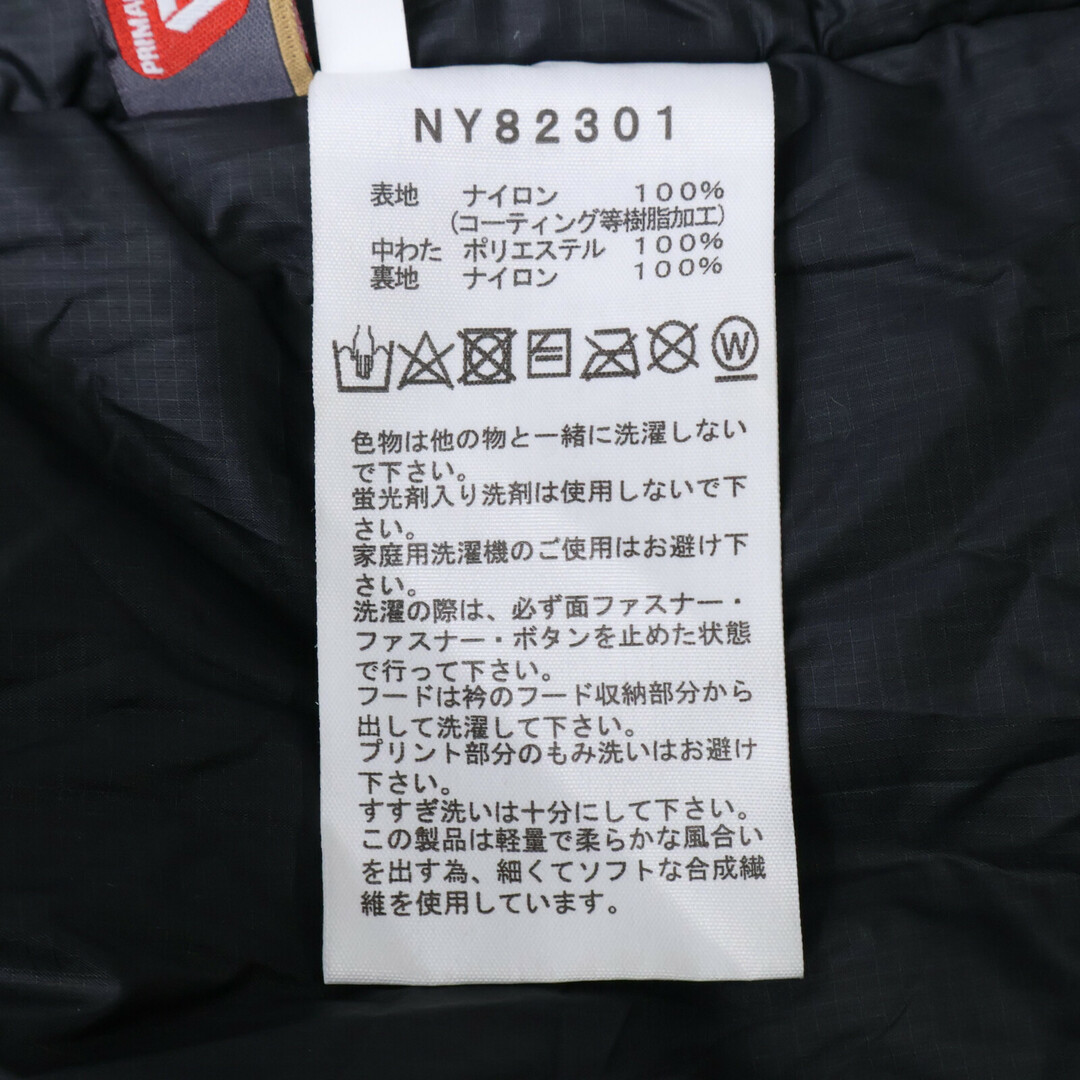 NY82301
表地 ナイロン 100%
(コーティング等樹脂加工)
中わた ポリエステル 100%
裏地 ナイロン 100%
W
色物は他の物と一緒に洗濯しない
で下さい。
蛍光剤入り洗剤は使用しないで下
さい。
家庭用洗濯機のご使用はお避け下
さい。
洗濯の際は、必ず面ファスナー・
ファスナー・ボタンを止めた状態
で行って下さい。
フードは衿のフード収納部分から
出して洗濯して下さい。
プリント部分のもみ洗いはお避け
下さい。
すすぎ洗いは十分にして下さい。
この製品は軽量で柔らかな風合い
を出す為、細くてソフトな合成繊
維を使用しています。